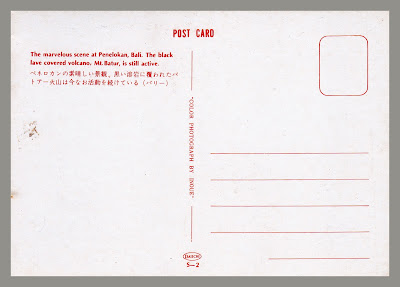 POST CARD
The marvelous scene at Penelokan, Bali. The black
lave covered volcano, Mt. Batur, is still active.
ペネロカンの素晴しい景観、黒い溶岩に覆われたバ
トアー火山は今なお活動を続けている（バリー）
"COLOR PHOTOGRAPH BY INDUE"
S—2